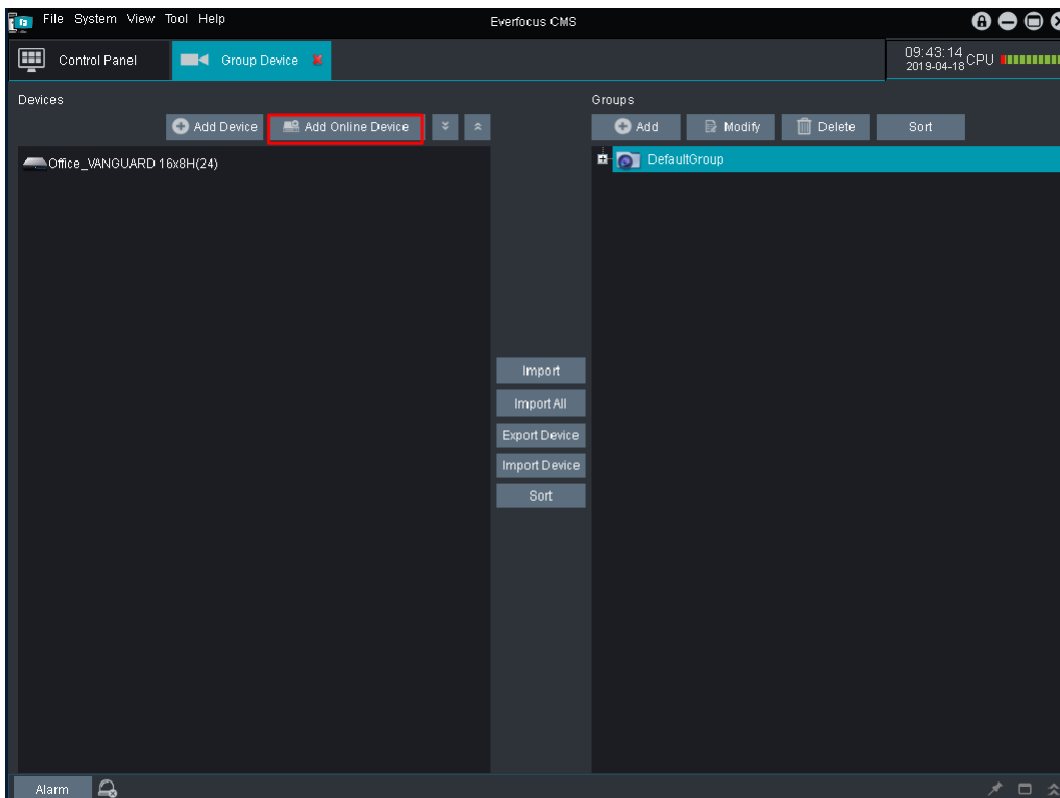 File System View Tool Help
Everfocus CMS
Control Panel
Group Device
09:43:14
2019-04-18
CPU
Devices
Groups
Add Device
Add Online Device
Add
Modify
Delete
Sort
Office_VANGUARD 16x8H(24)
DefaultGroup
Import
Import All
Export Device
Import Device
Sort
Alarm